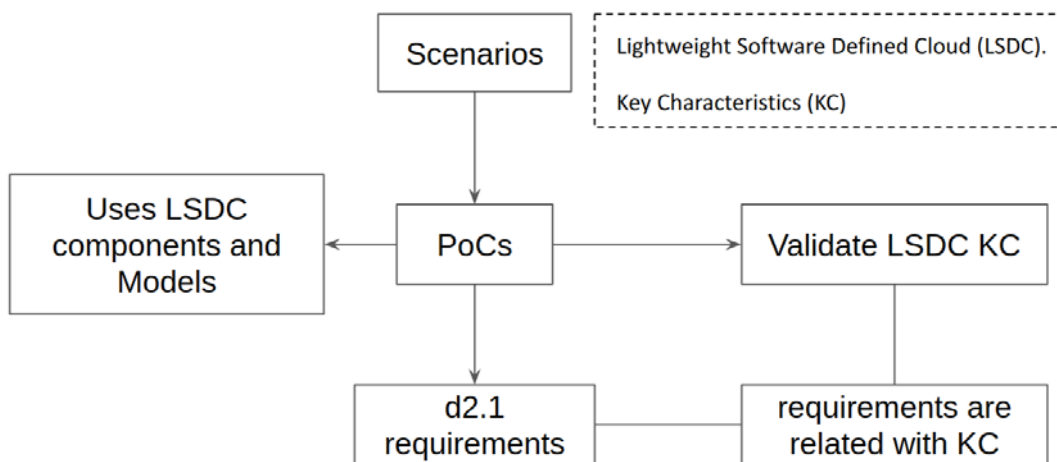 Scenarios
Lightweight Software Defined Cloud (LSDC).
Key Characteristics (KC)
Uses LSDC
components and
Models
PoCs
Validate LSDC KC
d2.1
requirements
requirements are
related with KC